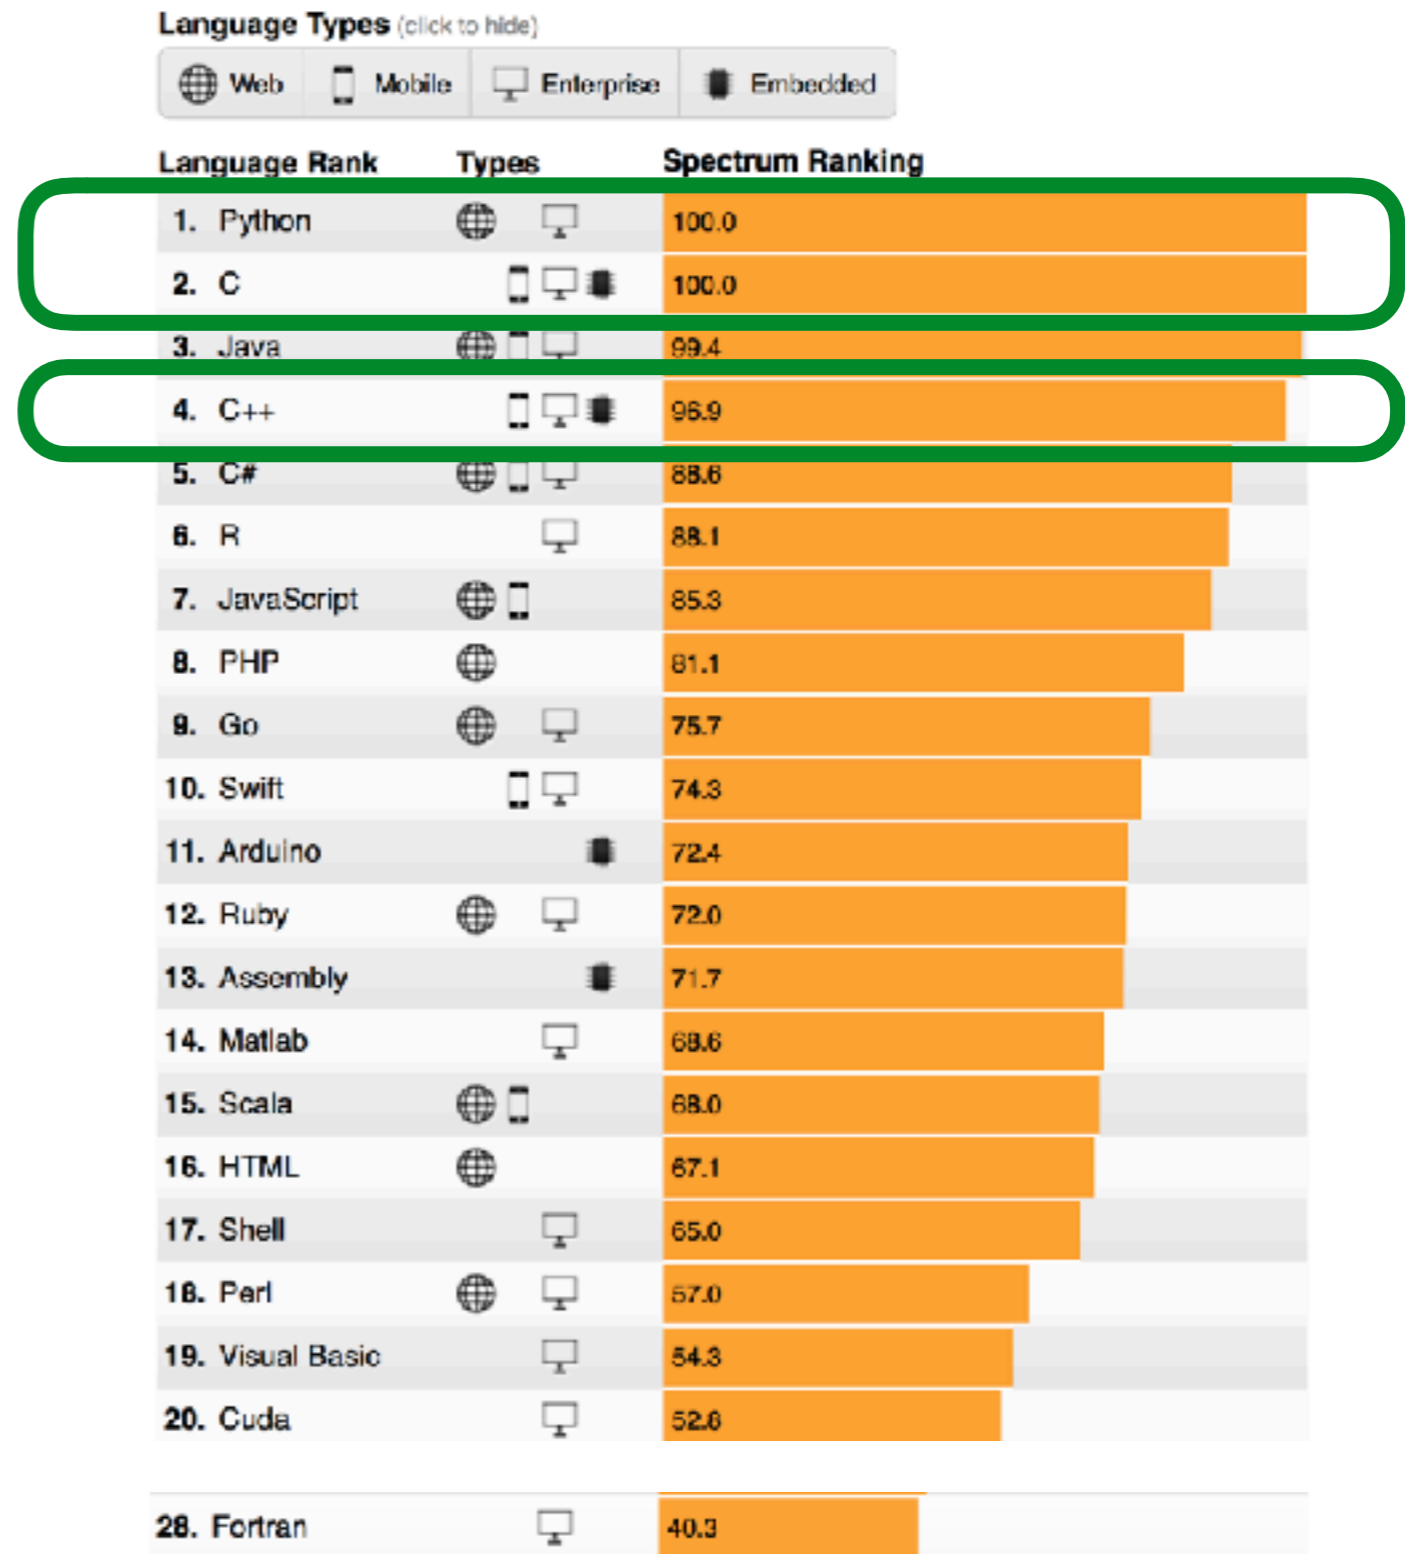 Language Types (click to hide)
Web Mobile Enterprise Embedded
Language Rank Types Spectrum Ranking
1. Python 100.0
2. C 100.0
3. Java 99.4
4. C++ 96.9
5. C# 88.6
6. R 88.1
7. JavaScript 85.3
8. PHP 81.1
9. Go 75.7
10. Swift 74.3
11. Arduino 72.4
12. Ruby 72.0
13. Assembly 71.7
14. Matlab 68.6
15. Scala 68.0
16. HTML 67.1
17. Shell 65.0
18. Perl 57.0
19. Visual Basic 54.3
20. Cuda 52.8
28. Fortran 40.3